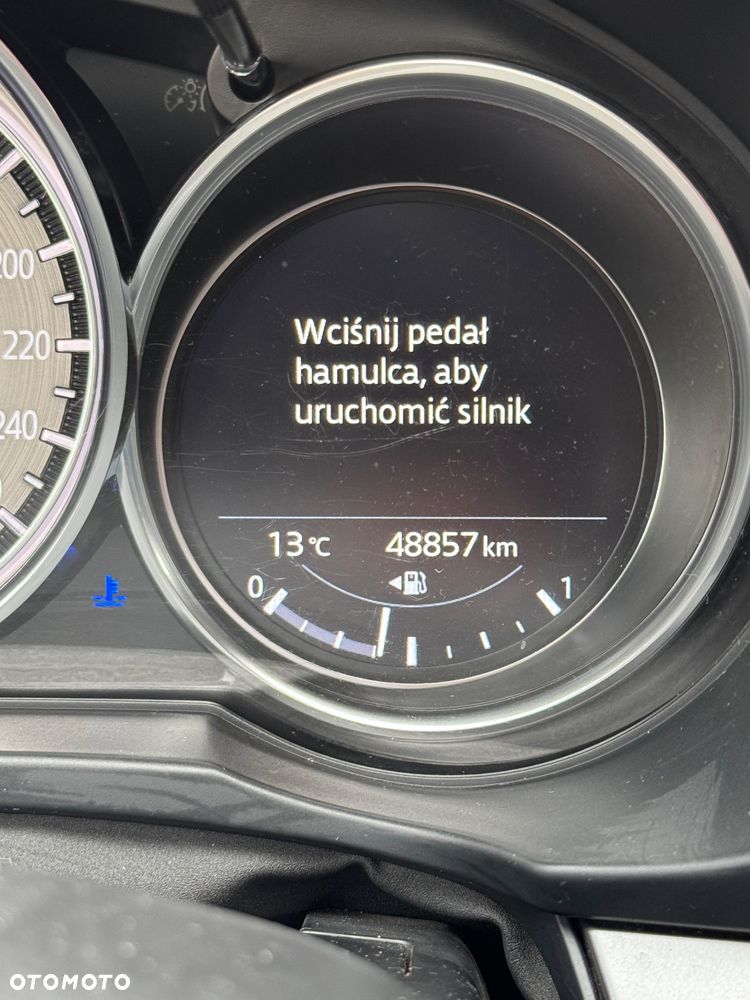 200
220
240
Wciśnij pedał
hamulca, aby
uruchomić silnik
13°C 48857 km
0 1
OTOMOTO